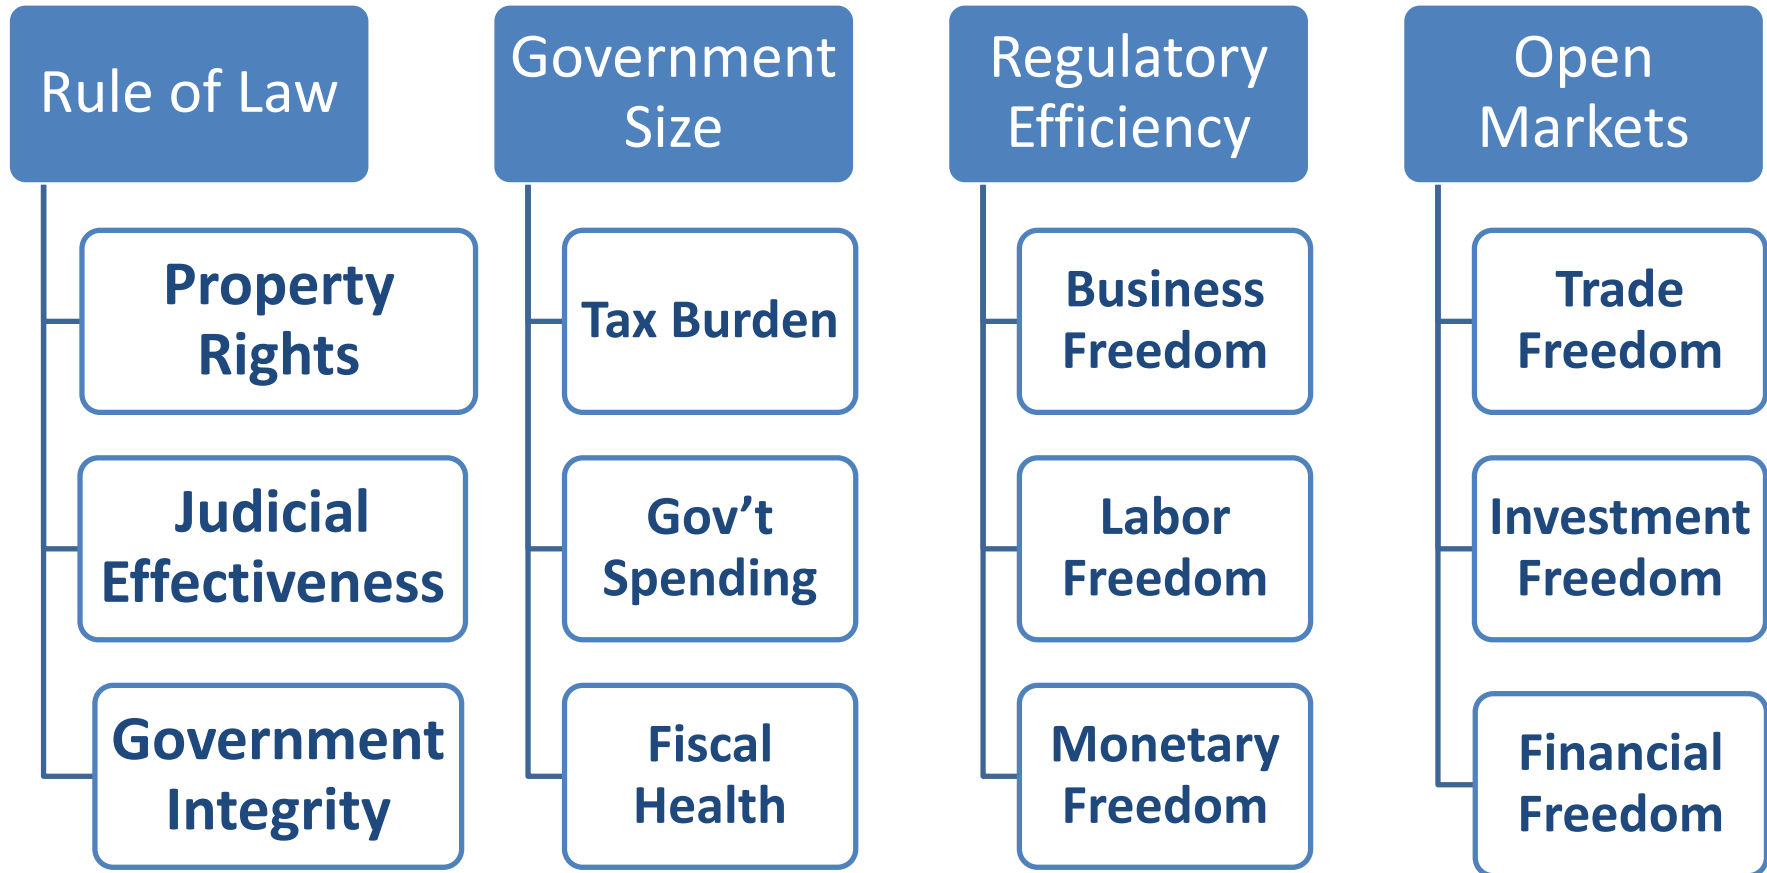 Rule of Law
Property
Rights
Judicial
Effectiveness
Government
Integrity
Government
Size
Tax Burden
Gov’t
Spending
Fiscal
Health
Regulatory
Efficiency
Business
Freedom
Labor
Freedom
Monetary
Freedom
Open
Markets
Trade
Freedom
Investment
Freedom
Financial
Freedom